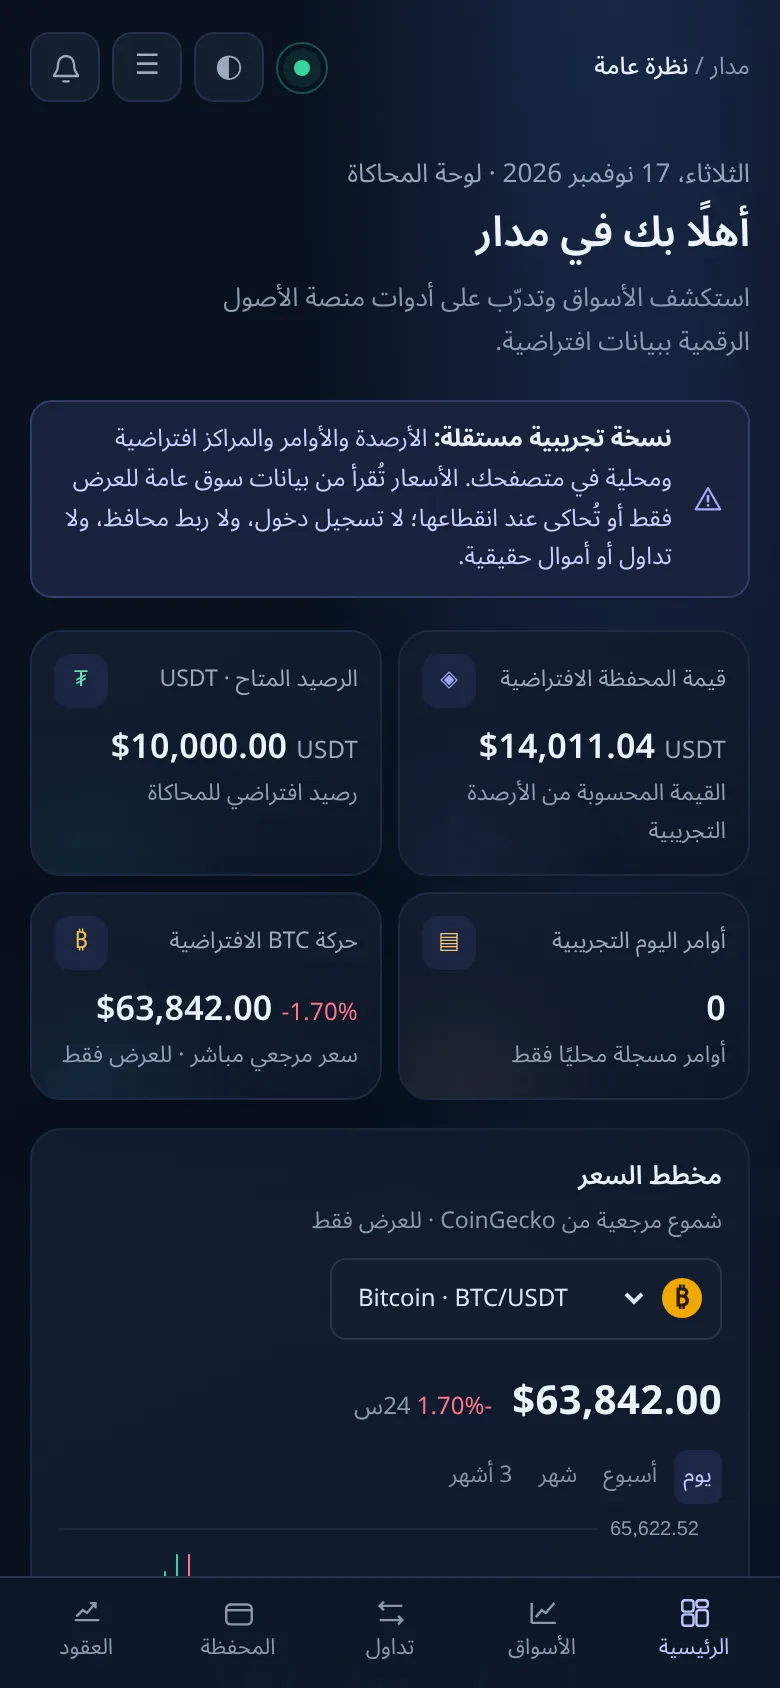 مدار / نظرة عامة
الثلاثاء، 17 نوفمبر 2026 · لوحة المحاكاة
أهلًا بك في مدار
استكشف الأسواق وتدرّب على أدوات منصة الأصول
الرقمية ببيانات افتراضية.
نسخة تجريبية مستقلة: الأرصدة والأوامر والمراكز افتراضية
ومحلية في متصفحك. الأسعار تُقرأ من بيانات سوق عامة للعرض
فقط أو تُحاكى عند انقطاعها؛ لا تسجيل دخول، ولا ربط محافظ، ولا
تداول أو أموال حقيقية.
قيمة المحفظة الافتراضية
$14,011.04 USDT
القيمة المحسوبة من الأرصدة
التجريبية
الرصيد المتاح · USDT
$10,000.00 USDT
رصيد افتراضي للمحاكاة
أوامر اليوم التجريبية
0
أوامر مسجلة محليًا فقط
حركة BTC الافتراضية
$63,842.00 -1.70%
سعر مرجعي مباشر · للعرض فقط
مخطط السعر
شموع مرجعية من CoinGecko · للعرض فقط
Bitcoin · BTC/USDT
$63,842.00 -1.70% 24س
يوم أسبوع شهر 3 أشهر
65,622.52
الرئيسية الأسواق تداول المحفظة العقود